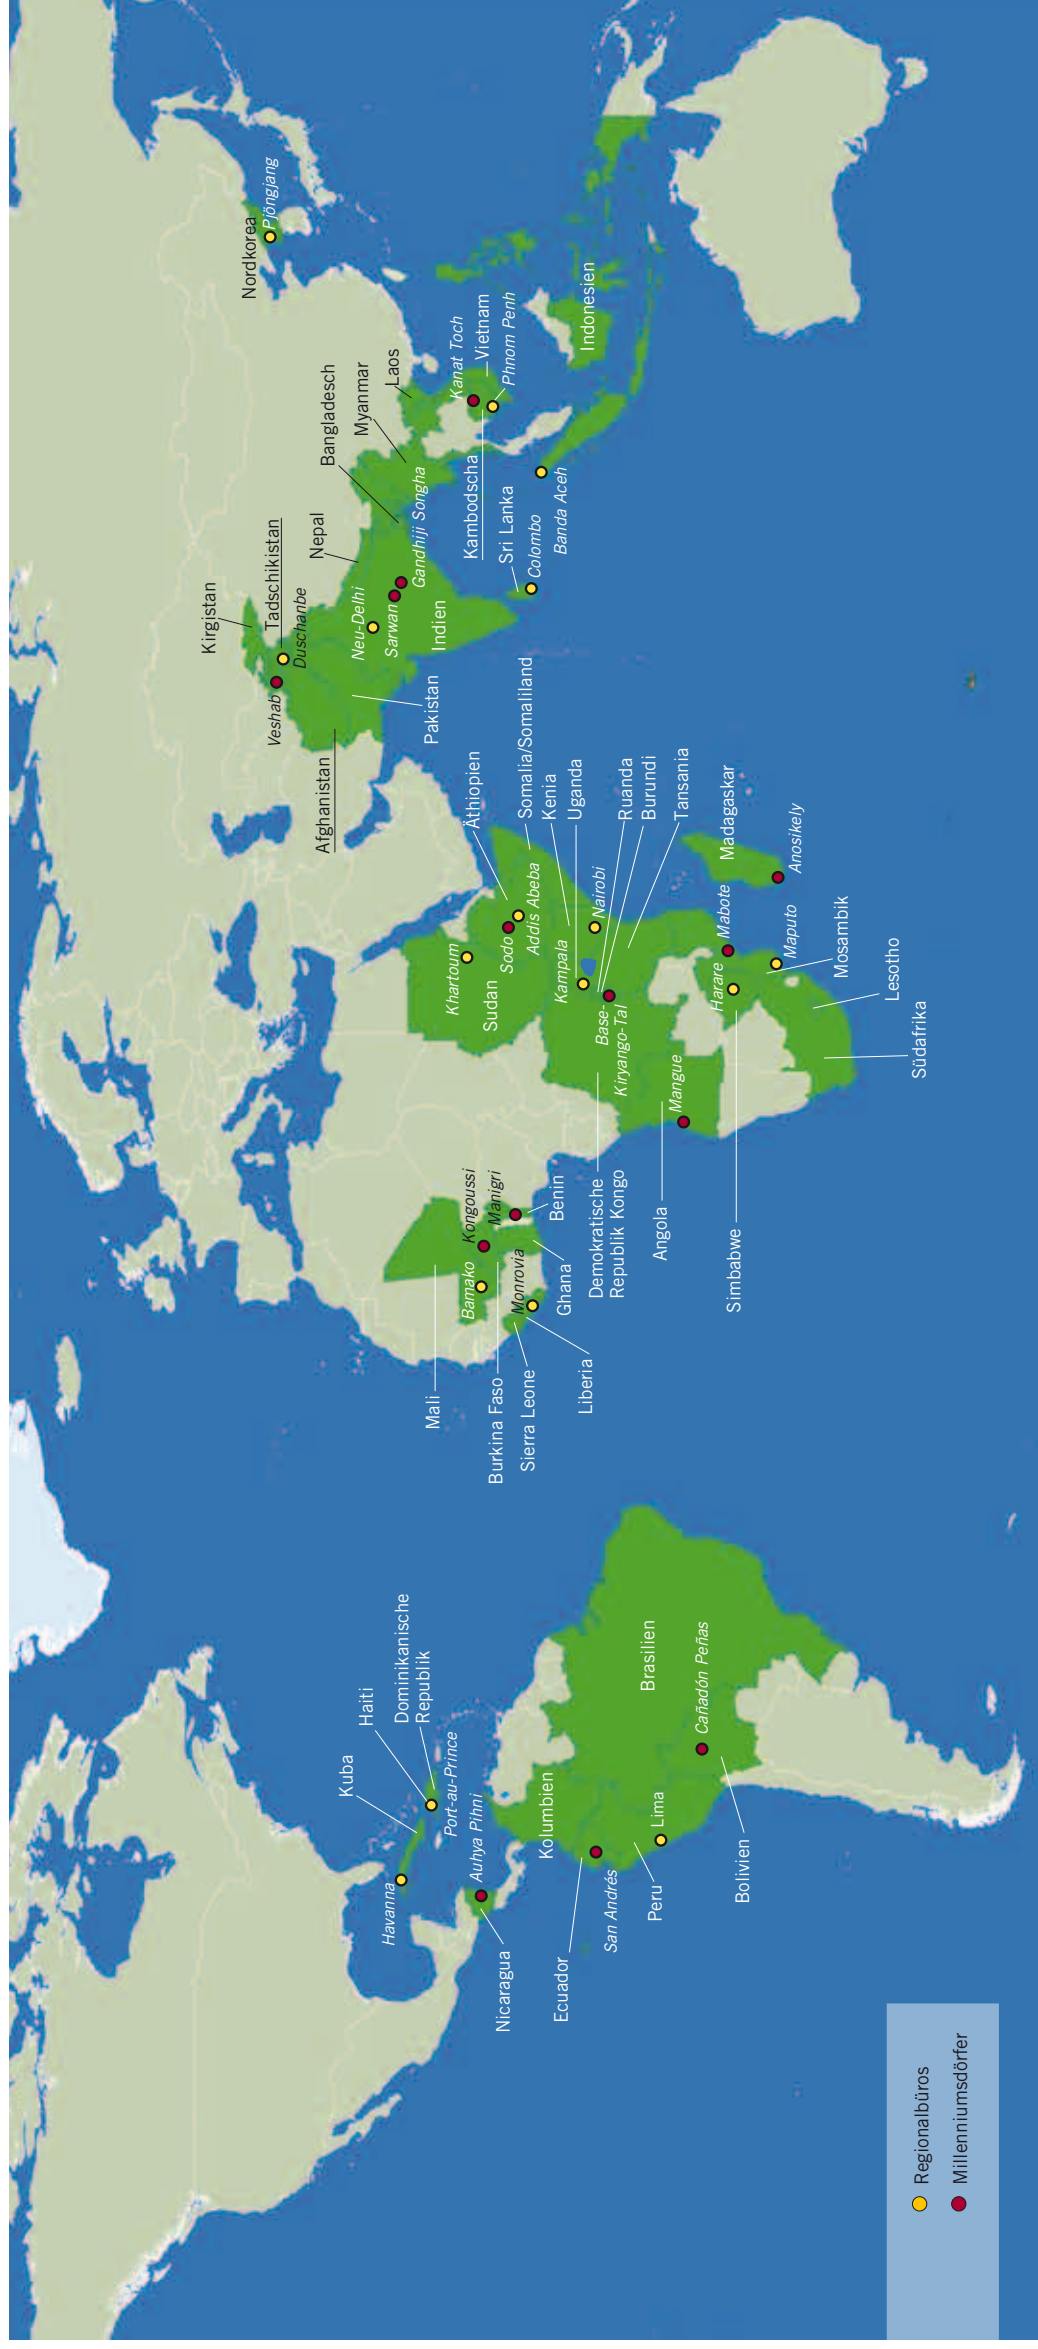 Kuba
Haiti
Dominikanische
Republik
Havanna
Port-au-Prince
Auhya Pihni
Nicaragua
Kolumbien
Ecuador
San Andrés
Peru
Lima
Brasilien
Cañadón Peñas
Bolivien
Regionalbüros
Millenniumsdörfer
Mali
Bamako
Kongoussi
Manigri
Burkina Faso
Monrovia
Sierra Leone
Liberia
Ghana
Benin
Khartoum
Sudan
Sodo
Addis Abeba
Äthiopien
Somalia/Somaliland
Kenia
Uganda
Kampala
Nairobi
Ruanda
Burundi
Tansania
Base-
Kiryango-Tal
Demokratische
Republik Kongo
Angola
Mangue
Simbabwe
Harare
Mabote
Maputo
Mosambik
Madagaskar
Anosikely
Lesotho
Südafrika
Kirgistan
Tadschikistan
Duschanbe
Veshab
Afghanistan
Pakistan
Nepal
Neu-Delhi
Sarwan
Gandhiji Songha
Indien
Bangladesch
Myanmar
Laos
Nordkorea
Pjöngjang
Kanat Toch
Vietnam
Phnom Penh
Kambodscha
Sri Lanka
Colombo
Banda Aceh
Indonesien